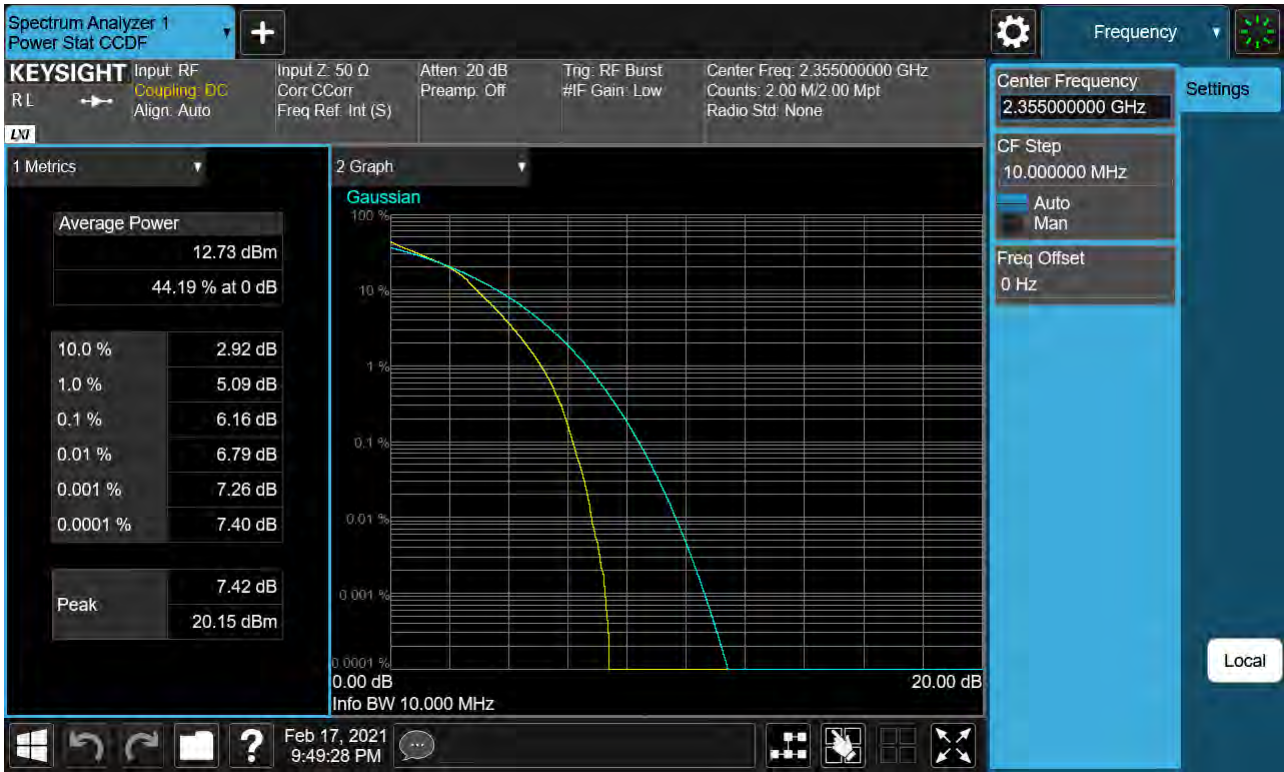 Spectrum Analyzer 1
Power Stat CCDF
Frequency
KEYSIGHT
RL
LXI
Input: RF
Coupling: DC
Align: Auto
Input Z: 50 Ω
Corr CCorr
Freq Ref: Int (S)
Atten: 20 dB
Preamp: Off
Trig: RF Burst
#IF Gain: Low
Center Freq: 2.355000000 GHz
Counts: 2.00 M/2.00 Mpt
Radio Std: None
1 Metrics
Average Power
12.73 dBm
44.19 % at 0 dB
10.0 % 2.92 dB
1.0 % 5.09 dB
0.1 % 6.16 dB
0.01 % 6.79 dB
0.001 % 7.26 dB
0.0001 % 7.40 dB
Peak
7.42 dB
20.15 dBm
2 Graph
Gaussian
100 %
10 %
1 %
0.1 %
0.01 %
0.001 %
0.0001 %
0.00 dB 20.00 dB
Info BW 10.000 MHz
Center Frequency
2.355000000 GHz
CF Step
10.000000 MHz
Auto
Man
Freq Offset
0 Hz
Settings
Local
?
Feb 17, 2021
9:49:28 PM